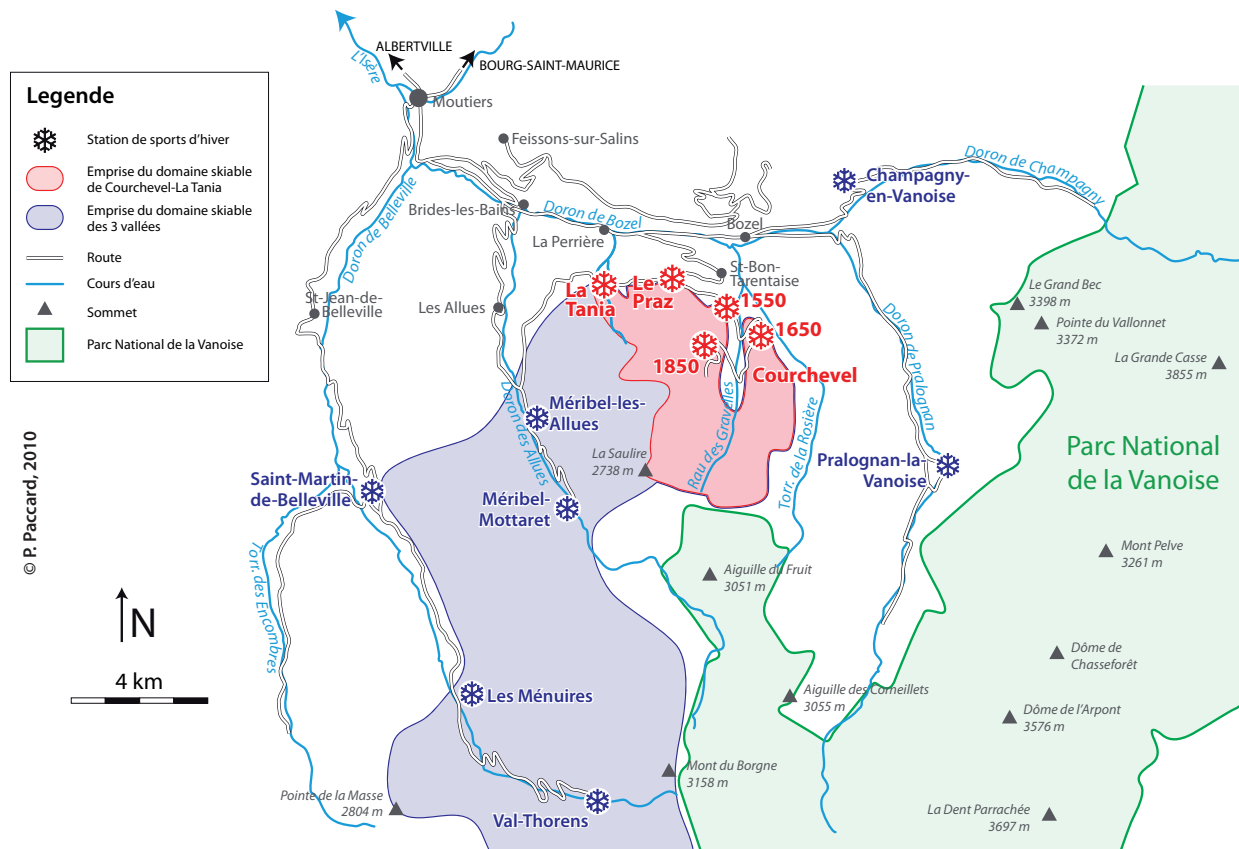 ALBERTVILLE
BOURG-SAINT-MAURICE
L'Isère
Moutiers
Legende
Station de sports d'hiver
Emprise du domaine skiable
de Courchevel-La Tania
Emprise du domaine skiable
des 3 vallées
Route
Cours d'eau
Sommet
Parc National de la Vanoise
Feissons-sur-Salins
Doron de Champagny
Champagny-
en-Vanoise
Doron de Belleville
Brides-les-Bains
Doron de Bozel
La Perrière
Bozel
St-Bon-
Tarentaise
La
Tania
Le
Praz
1550
1650
1850
Courchevel
St-Jean-de-
Belleville
Les Allues
Doron de Pralognan
Le Grand Bec
3398 m
Pointe du Vallonnet
3372 m
La Grande Casse
3855 m
Méribel-les-
Allues
Doron des Allues
La Saulire
2738 m
Rau des Gravelles
Torr. de la Rosière
Pralognan-la-
Vanoise
Parc National
de la Vanoise
Saint-Martin-
de-Belleville
Méribel-
Mottaret
© P. Paccard, 2010
Torr. des Encombres
Aiguille du Fruit
3051 m
Mont Pelve
3261 m
N
4 km
Dôme de
Chasseforêt
Les Ménuires
Aiguille des Corneillets
3055 m
Dôme de l'Arpont
3576 m
Mont du Borgne
3158 m
Pointe de la Masse
2804 m
Val-Thorens
La Dent Parrachée
3697 m